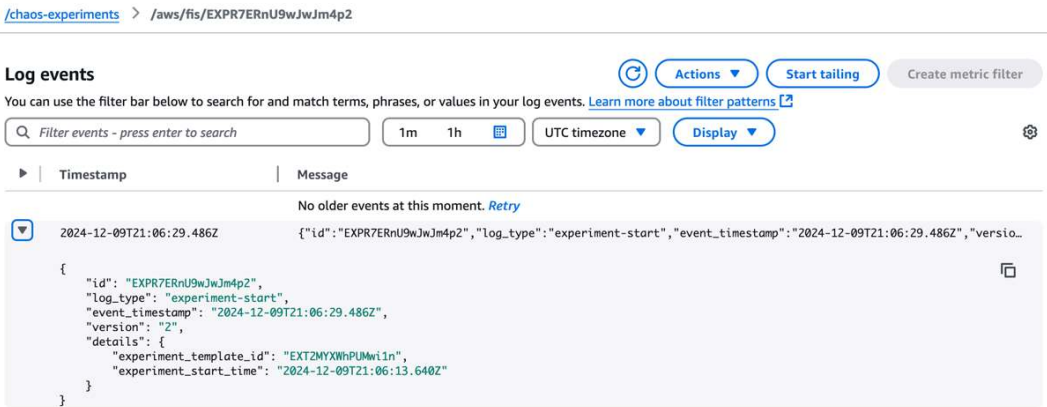 /chaos-experiments > /aws/fis/EXPR7ERnU9wJwJm4p2
Log events
Actions ▼ Start tailing Create metric filter
You can use the filter bar below to search for and match terms, phrases, or values in your log events. Learn more about filter patterns
Filter events - press enter to search 1m 1h UTC timezone ▼ Display ▼
Timestamp Message
No older events at this moment. Retry
2024-12-09T21:06:29.486Z {"id":"EXPR7ERnU9wJwJm4p2","log_type":"experiment-start","event_timestamp":"2024-12-09T21:06:29.486Z","versio…
{
"id": "EXPR7ERnU9wJwJm4p2",
"log_type": "experiment-start",
"event_timestamp": "2024-12-09T21:06:29.486Z",
"version": "2",
"details": {
"experiment_template_id": "EXT2MYXWhPUMwi1n",
"experiment_start_time": "2024-12-09T21:06:13.640Z"
}
}